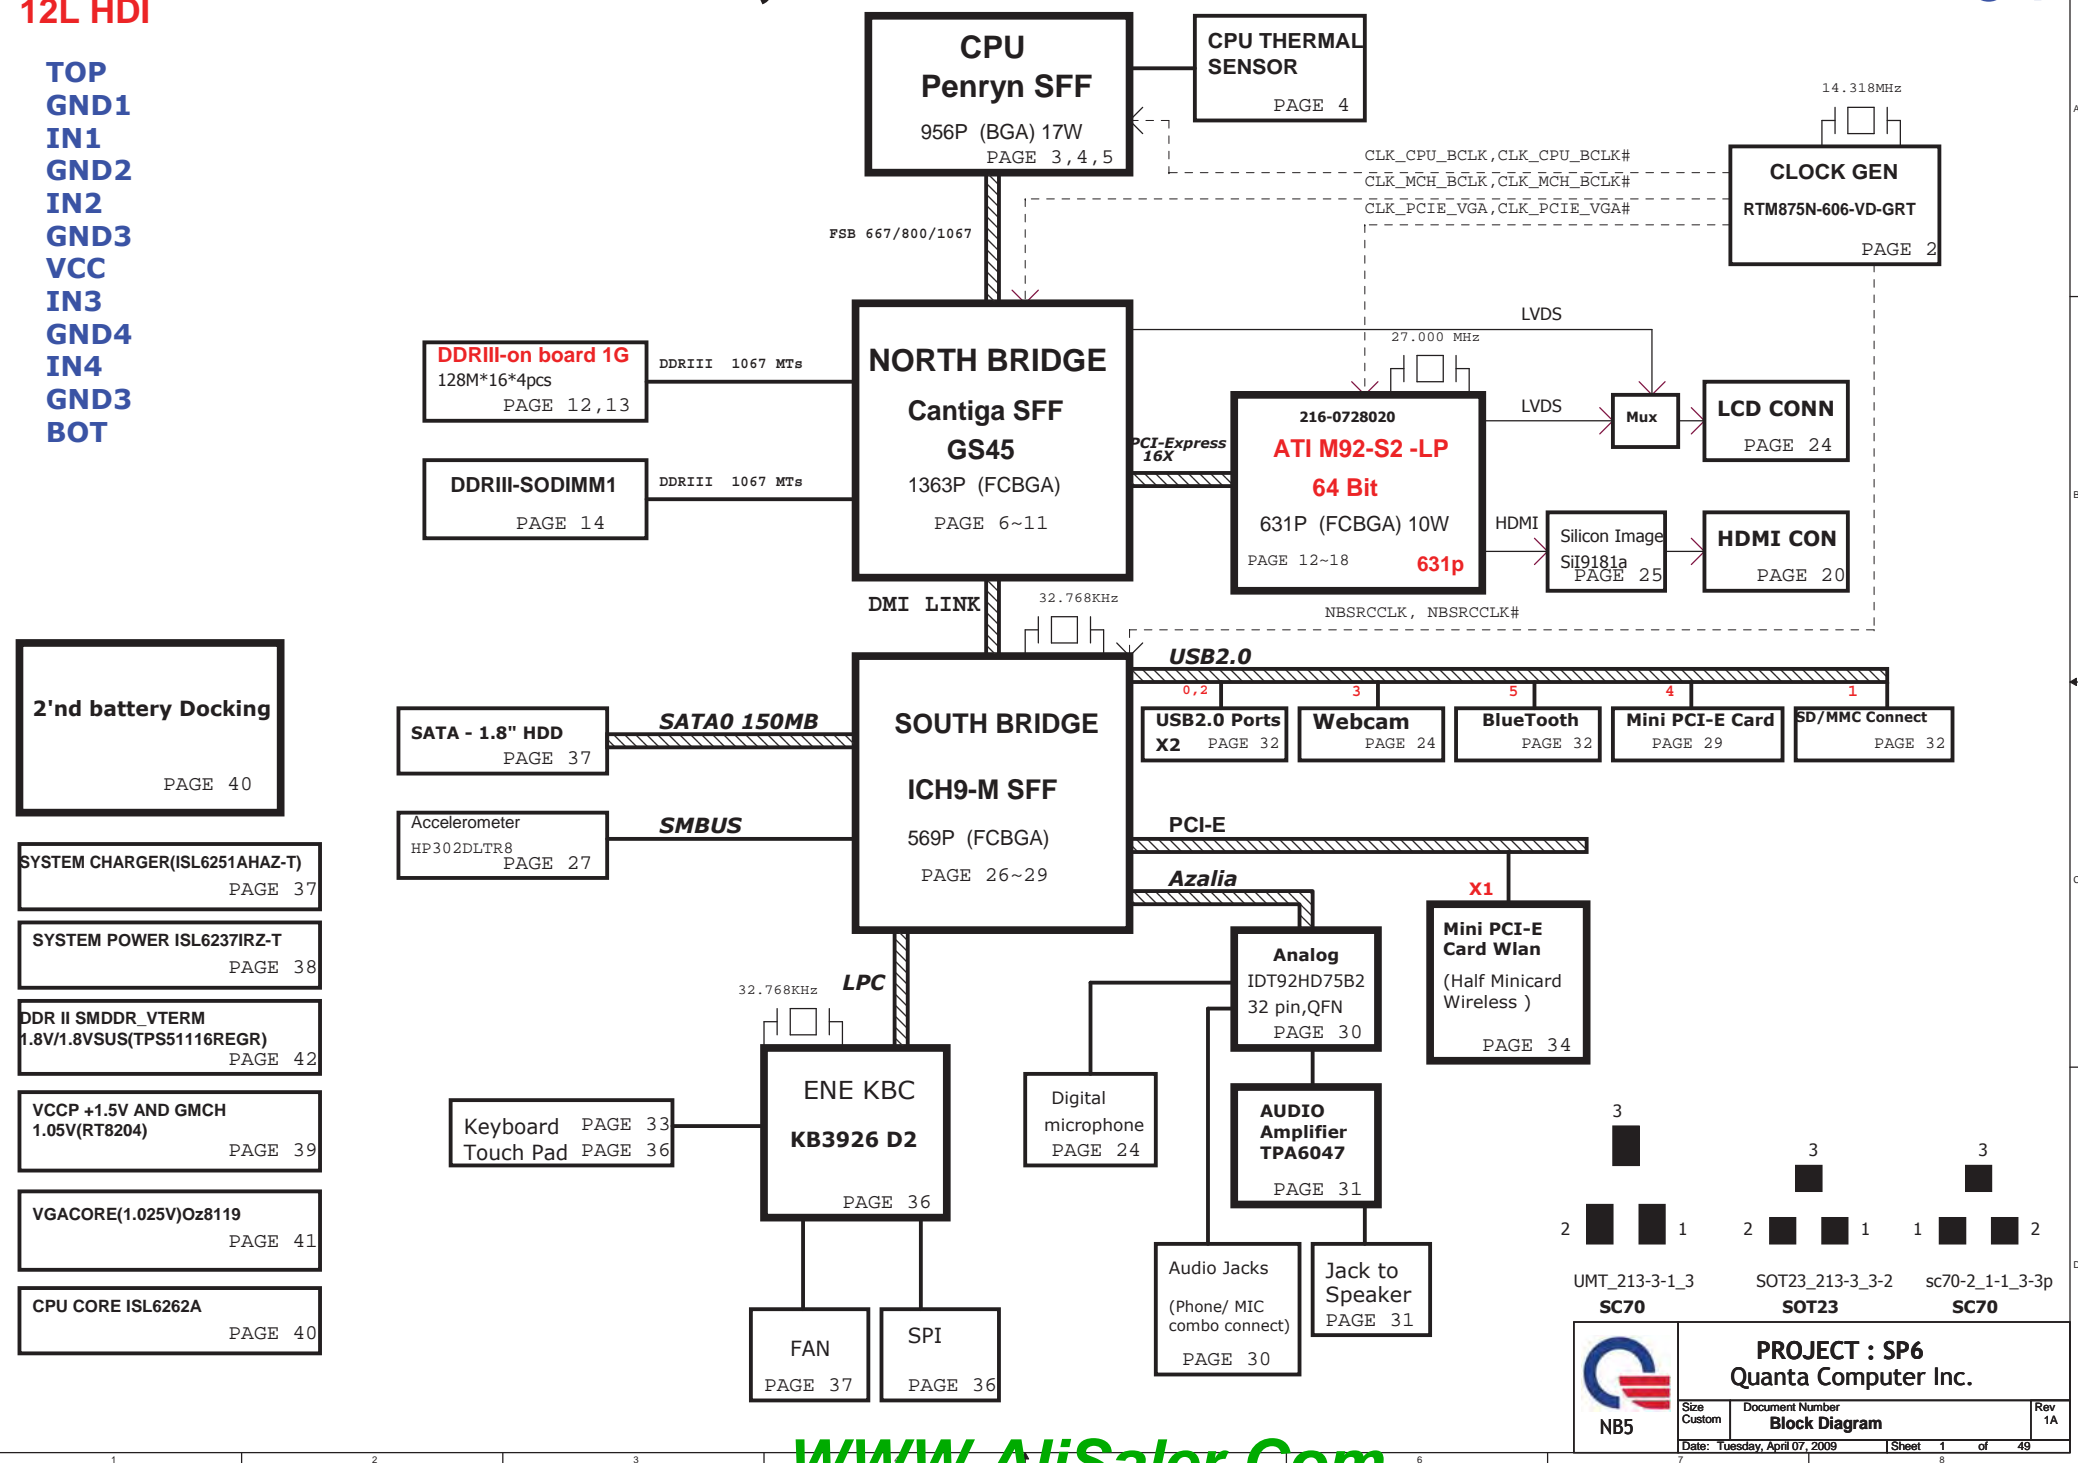 12L HDI
TOP
GND1
IN1
GND2
IN2
GND3
VCC
IN3
GND4
IN4
GND3
BOT
CPU
Penryn SFF
956P (BGA) 17W
PAGE 3,4,5
CPU THERMAL
SENSOR
PAGE 4
14.318MHz
CLOCK GEN
RTM875N-606-VD-GRT
PAGE 2
CLK_CPU_BCLK,CLK_CPU_BCLK#
CLK_MCH_BCLK,CLK_MCH_BCLK#
CLK_PCIE_VGA,CLK_PCIE_VGA#
FSB 667/800/1067
NORTH BRIDGE
Cantiga SFF
GS45
1363P (FCBGA)
PAGE 6~11
DDRIII-on board 1G
128M*16*4pcs
PAGE 12,13
DDRIII 1067 MTs
DDRIII-SODIMM1
PAGE 14
DDRIII 1067 MTs
PCI-Express
16X
LVDS
27.000 MHz
216-0728020
ATI M92-S2 -LP
64 Bit
631P (FCBGA) 10W
PAGE 12~18
631p
LVDS
Mux
LCD CONN
PAGE 24
HDMI
Silicon Image
SiI9181a
PAGE 25
HDMI CON
PAGE 20
NBSRCCLK, NBSRCCLK#
DMI LINK
32.768KHz
2'nd battery Docking
PAGE 40
SYSTEM CHARGER(ISL6251AHAZ-T)
PAGE 37
SYSTEM POWER ISL6237IRZ-T
PAGE 38
DDR II SMDDR_VTERM
1.8V/1.8VSUS(TPS51116REGR)
PAGE 42
VCCP +1.5V AND GMCH
1.05V(RT8204)
PAGE 39
VGACORE(1.025V)Oz8119
PAGE 41
CPU CORE ISL6262A
PAGE 40
SATA - 1.8" HDD
PAGE 37
SATA0 150MB
Accelerometer
HP302DLTR8
PAGE 27
SMBUS
SOUTH BRIDGE
ICH9-M SFF
569P (FCBGA)
PAGE 26~29
USB2.0
0,2
3
5
4
1
USB2.0 Ports
X2 PAGE 32
Webcam
PAGE 24
BlueTooth
PAGE 32
Mini PCI-E Card
PAGE 29
SD/MMC Connect
PAGE 32
PCI-E
X1
Mini PCI-E
Card Wlan
(Half Minicard
Wireless )
PAGE 34
Azalia
Analog
IDT92HD75B2
32 pin,QFN
PAGE 30
Digital
microphone
PAGE 24
AUDIO
Amplifier
TPA6047
PAGE 31
Audio Jacks
(Phone/ MIC
combo connect)
PAGE 30
Jack to
Speaker
PAGE 31
LPC
32.768KHz
ENE KBC
KB3926 D2
PAGE 36
Keyboard PAGE 33
Touch Pad PAGE 36
FAN
PAGE 37
SPI
PAGE 36
3
2
1
UMT_213-3-1_3
SC70
3
2
1
SOT23_213-3_3-2
SOT23
3
1
2
sc70-2_1-1_3-3p
SC70
NB5
PROJECT : SP6
Quanta Computer Inc.
Size
Custom
Document Number
Block Diagram
Rev
1A
Date: Tuesday, April 07, 2009
Sheet 1 of 49
WWW.AliSaler.Com
1
2
3
6
7
8
A
B
C
D